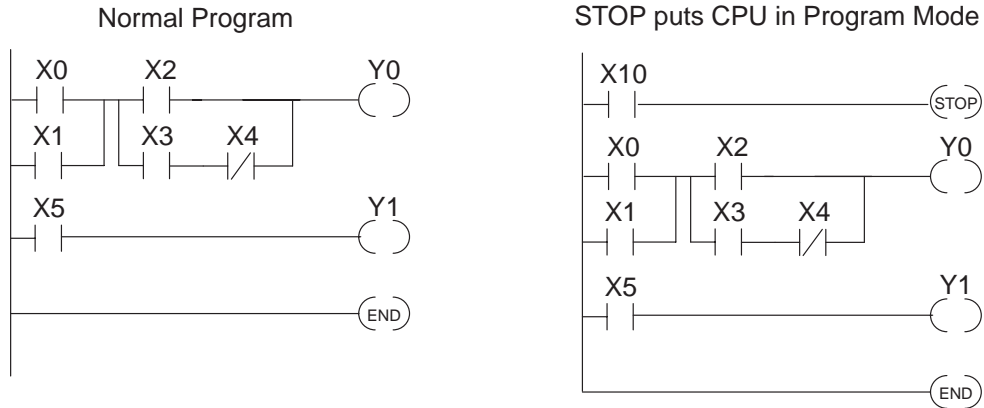 Normal Program
X0 X2 Y0
X1 X3 X4
X5 Y1
END
STOP puts CPU in Program Mode
X10
STOP
X0 X2 Y0
X1 X3 X4
X5 Y1
END